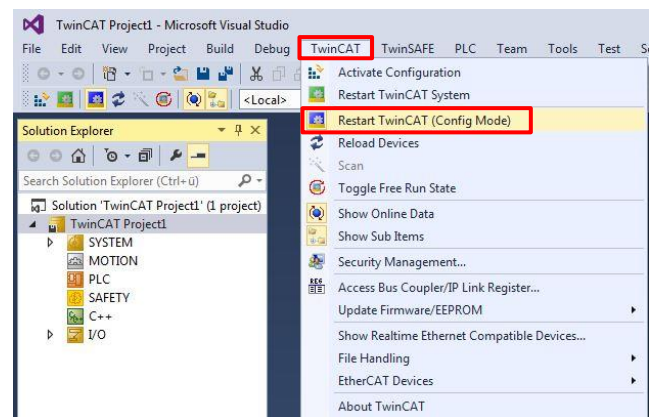 TwinCAT Project1 - Microsoft Visual Studio
File Edit View Project Build Debug TwinCAT TwinSAFE PLC Team Tools Test
<Local>
Activate Configuration
Restart TwinCAT System
Restart TwinCAT (Config Mode)
Reload Devices
Scan
Toggle Free Run State
Show Online Data
Show Sub Items
Security Management...
Access Bus Coupler/IP Link Register...
Update Firmware/EEPROM
Show Realtime Ethernet Compatible Devices...
File Handling
EtherCAT Devices
About TwinCAT
Solution Explorer
Search Solution Explorer (Ctrl+ü)
Solution 'TwinCAT Project1' (1 project)
TwinCAT Project1
SYSTEM
MOTION
PLC
SAFETY
C++
I/O